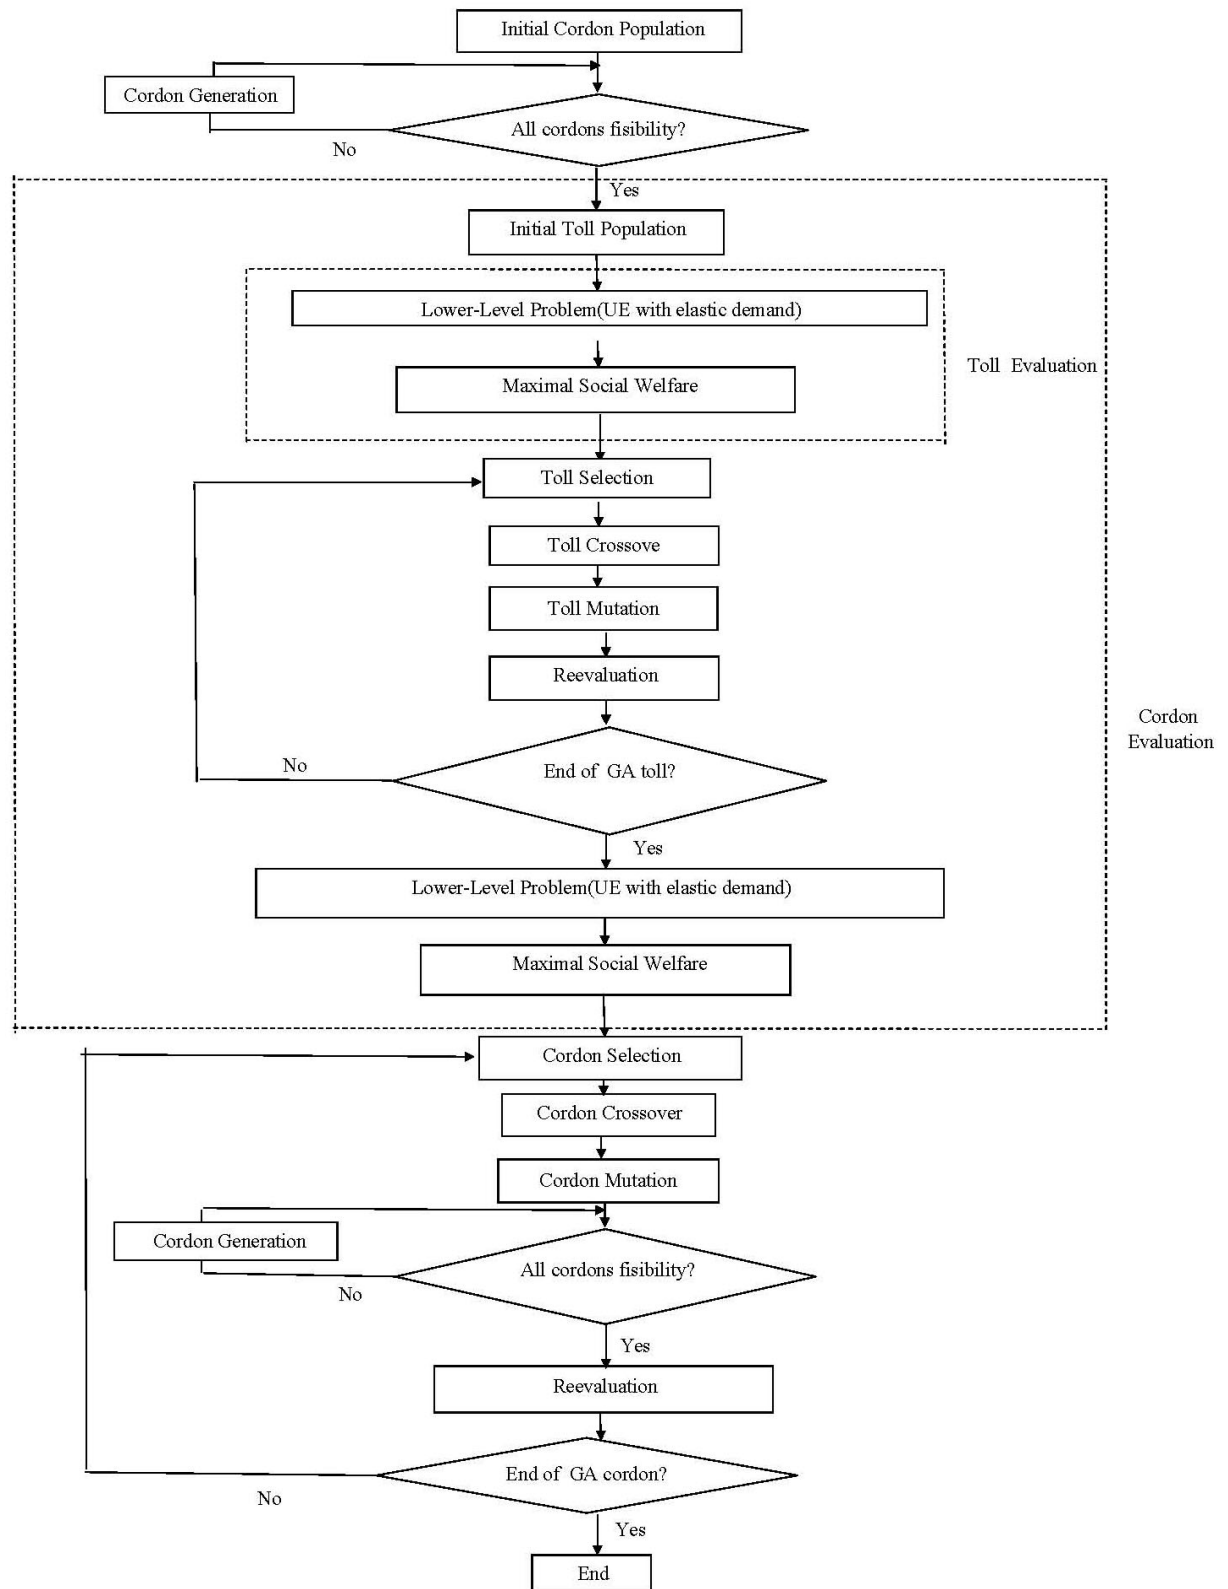 Initial Cordon Population
Cordon Generation
All cordons fisibility?
No
Yes
Initial Toll Population
Lower-Level Problem(UE with elastic demand)
Toll Evaluation
Maximal Social Welfare
Toll Selection
Toll Crossove
Toll Mutation
Reevaluation
Cordon
Evaluation
End of GA toll?
No
Yes
Lower-Level Problem(UE with elastic demand)
Maximal Social Welfare
Cordon Selection
Cordon Crossover
Cordon Mutation
Cordon Generation
All cordons fisibility?
No
Yes
Reevaluation
End of GA cordon?
No
Yes
End